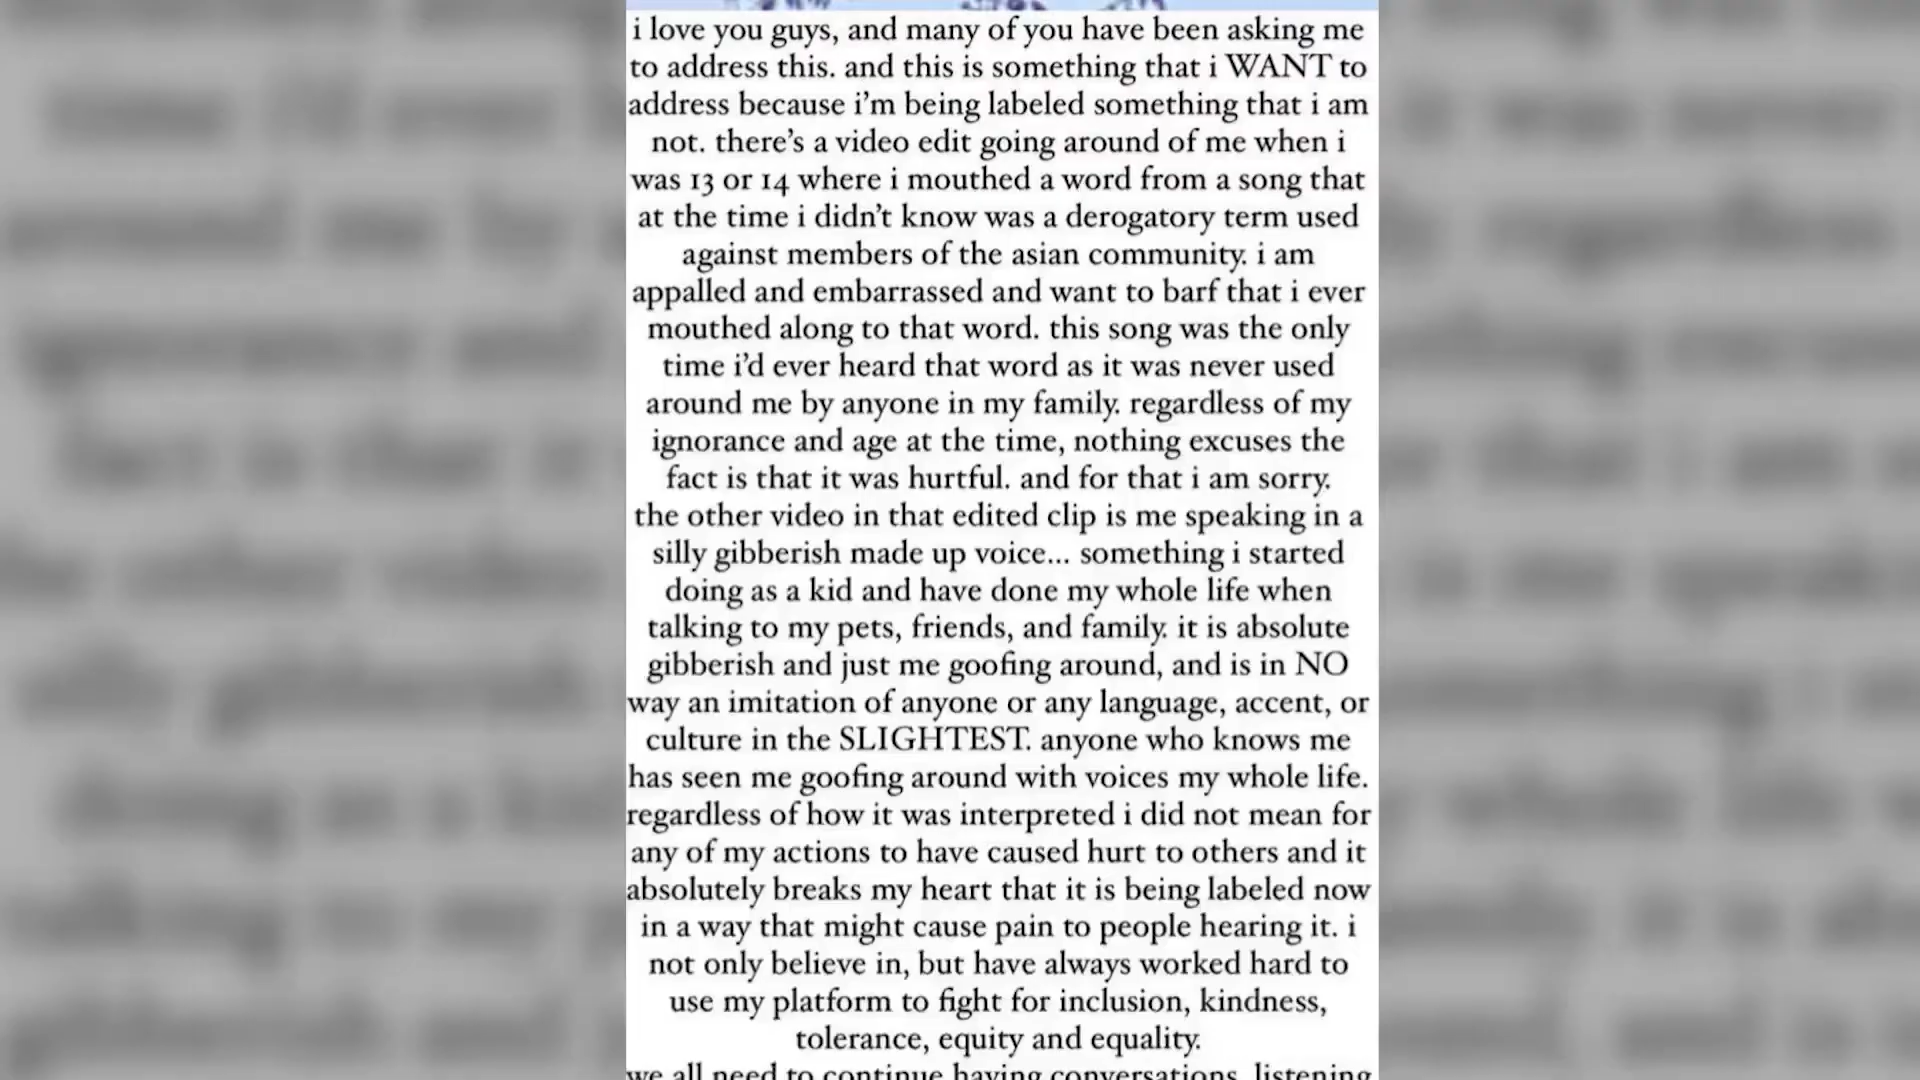 i love you guys, and many of you have been asking me
to address this. and this is something that i WANT to
address because i'm being labeled something that i am
not. there's a video edit going around of me when i
was 13 or 14 where i mouthed a word from a song that
at the time i didn't know was a derogatory term used
against members of the asian community. i am
appalled and embarrassed and want to barf that i ever
mouthed along to that word. this song was the only
time i'd ever heard that word as it was never used
around me by anyone in my family. regardless of my
ignorance and age at the time, nothing excuses the
fact is that it was hurtful. and for that i am sorry.
the other video in that edited clip is me speaking in a
silly gibberish made up voice... something i started
doing as a kid and have done my whole life when
talking to my pets, friends, and family. it is absolute
gibberish and just me goofing around, and is in NO
way an imitation of anyone or any language, accent, or
culture in the SLIGHTEST. anyone who knows me
has seen me goofing around with voices my whole life.
regardless of how it was interpreted i did not mean for
any of my actions to have caused hurt to others and it
absolutely breaks my heart that it is being labeled now
in a way that might cause pain to people hearing it. i
not only believe in, but have always worked hard to
use my platform to fight for inclusion, kindness,
tolerance, equity and equality.
we all need to continue having conversations, listening